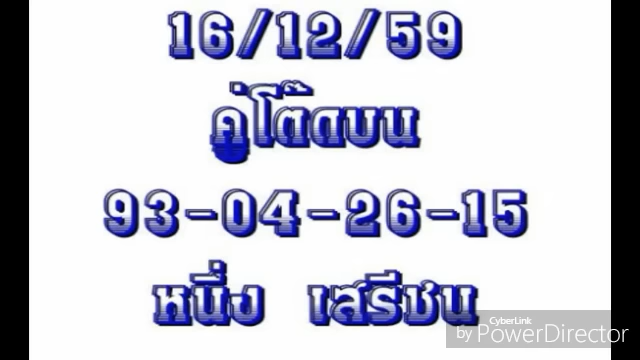 16/12/59
คู่โต๊ดบน
93-04-26-15
หนึ่ง เสรีชน
CyberLink
by PowerDirector